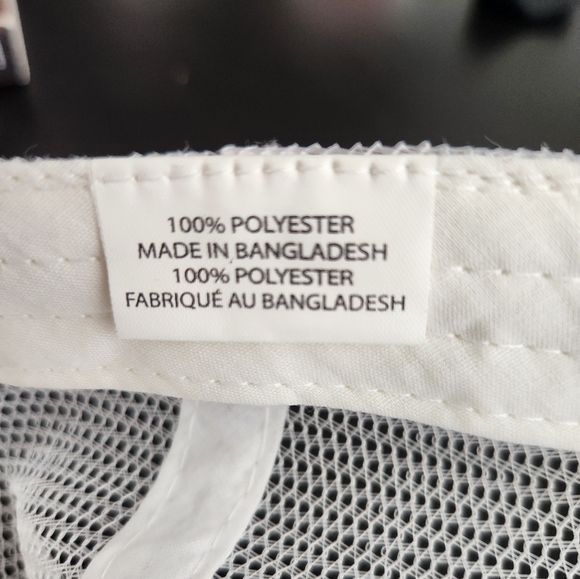 100% POLYESTER
MADE IN BANGLADESH
100% POLYESTER
FABRIQUÉ AU BANGLADESH